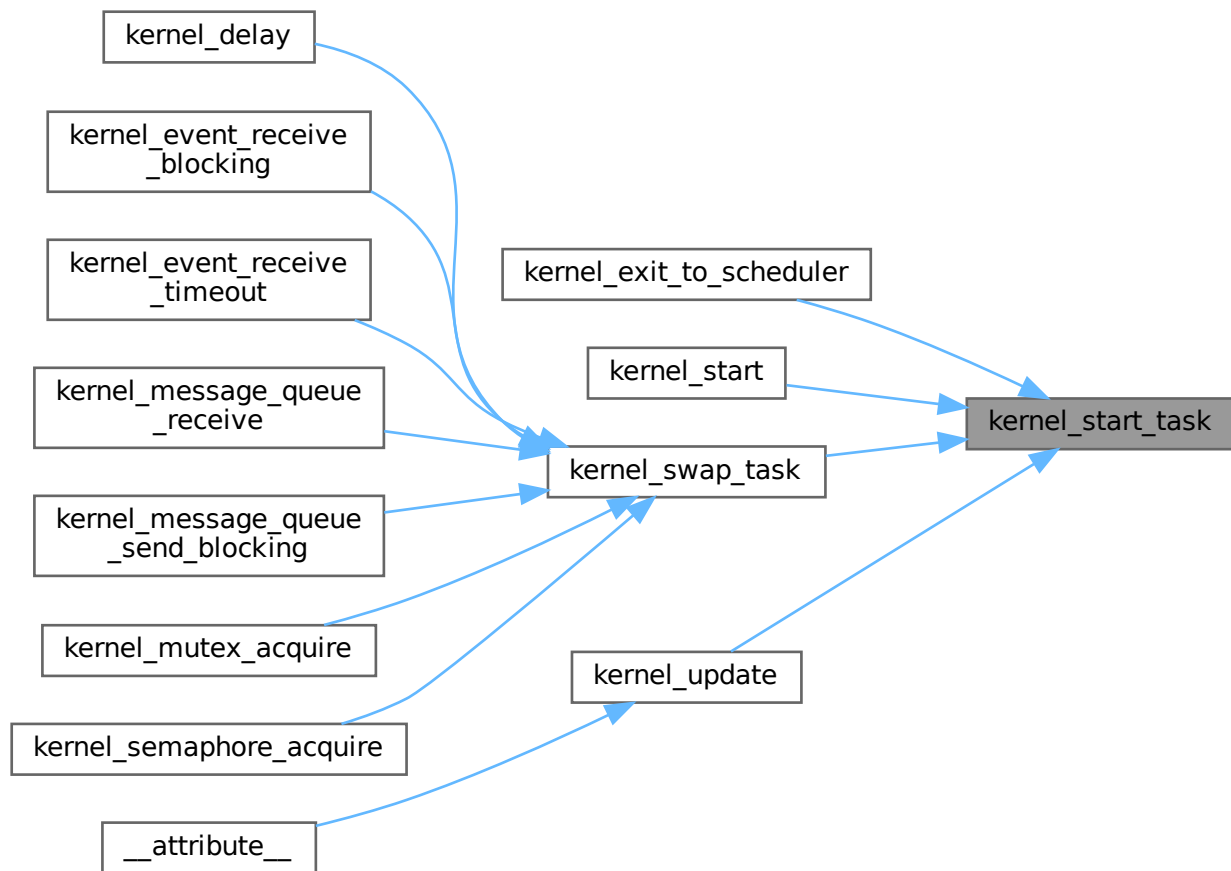 kernel_delay
kernel_event_receive
_blocking
kernel_event_receive
_timeout
kernel_message_queue
_receive
kernel_message_queue
_send_blocking
kernel_mutex_acquire
kernel_semaphore_acquire
__attribute__
kernel_exit_to_scheduler
kernel_start
kernel_swap_task
kernel_update
kernel_start_task